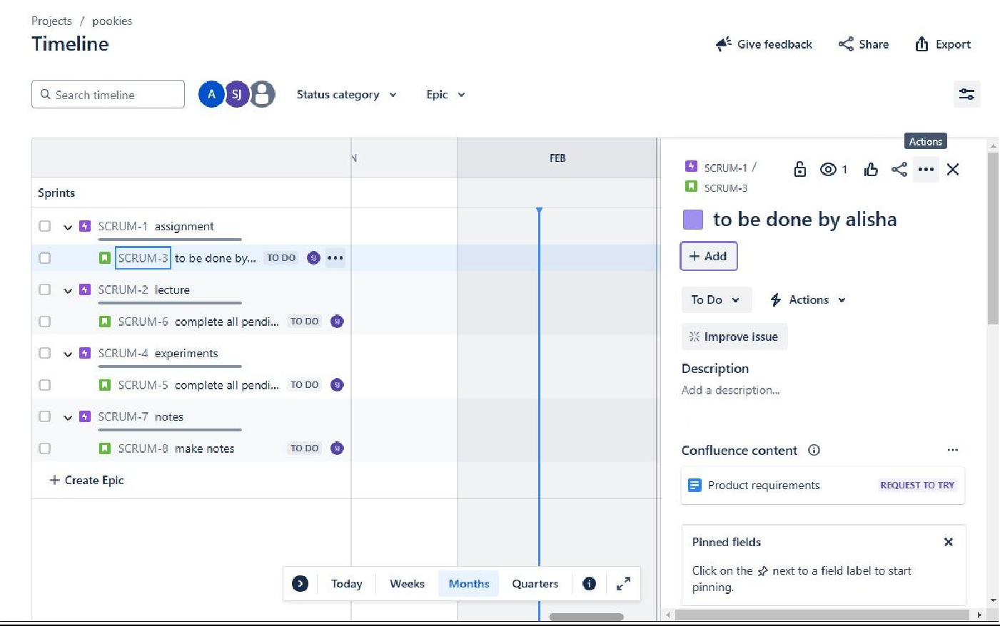 Projects / pookies
Timeline
Give feedback
Share
Export
Search timeline
A
SJ
Status category
Epic
FEB
Sprints
SCRUM-1 assignment
SCRUM-3 to be done by... TO DO SJ
SCRUM-2 lecture
SCRUM-6 complete all pendi... TO DO SJ
SCRUM-4 experiments
SCRUM-5 complete all pendi... TO DO SJ
SCRUM-7 notes
SCRUM-8 make notes TO DO SJ
+ Create Epic
Today
Weeks
Months
Quarters
Actions
SCRUM-1 /
SCRUM-3
1
to be done by alisha
+ Add
To Do
Actions
Improve issue
Description
Add a description...
Confluence content
Product requirements REQUEST TO TRY
Pinned fields
Click on the next to a field label to start
pinning.